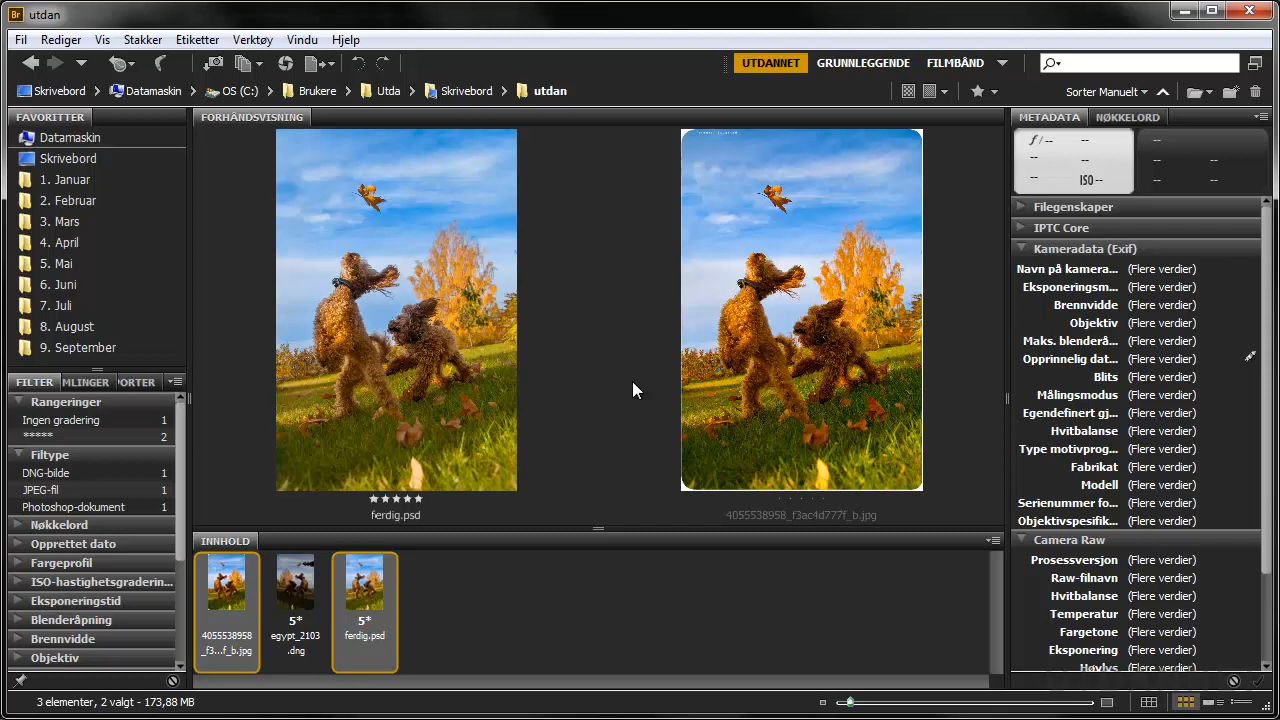 Br utdan
Fil Rediger Vis Stakker Etiketter Verktøy Vindu Hjelp
UTDANNET GRUNNLEGGENDE FILMBÅND
Skrivebord Datamaskin OS (C:) Brukere Utda Skrivebord utdan
Sorter Manuelt
FAVORITTER
Datamaskin
Skrivebord
1. Januar
2. Februar
3. Mars
4. April
5. Mai
6. Juni
7. Juli
8. August
9. September
FILTER MLINGER PORTER
Rangeringer
Ingen gradering 1
***** 2
Filtype
DNG-bilde 1
JPEG-fil 1
Photoshop-dokument 1
Nøkkelord
Opprettet dato
Fargeprofil
ISO-hastighetsgraderin...
Eksponeringstid
Blenderåpning
Brennvidde
Objektiv
FORHÅNDSVISNING
ferdig.psd
4055538958_f3ac4d777f_b.jpg
INNHOLD
4055538958
_f3...f_b.jpg
5*
egypt_2103
.dng
5*
ferdig.psd
METADATA NØKKELORD
f/-- -- --
-- -- -- --
-- ISO -- -- --
Filegenskaper
IPTC Core
Kameradata (Exif)
Navn på kamera... (Flere verdier)
Eksponeringsm... (Flere verdier)
Brennvidde (Flere verdier)
Objektiv (Flere verdier)
Maks. blenderå... (Flere verdier)
Opprinnelig dat... (Flere verdier)
Blits (Flere verdier)
Målingsmodus (Flere verdier)
Egendefinert gj... (Flere verdier)
Hvitbalanse (Flere verdier)
Type motivprog... (Flere verdier)
Fabrikat (Flere verdier)
Modell (Flere verdier)
Serienummer fo... (Flere verdier)
Objektivspesifik... (Flere verdier)
Camera Raw
Prosessversjon (Flere verdier)
Raw-filnavn (Flere verdier)
Hvitbalanse (Flere verdier)
Temperatur (Flere verdier)
Fargetone (Flere verdier)
Eksponering (Flere verdier)
Høylys (Flere verdier)
3 elementer, 2 valgt - 173,88 MB